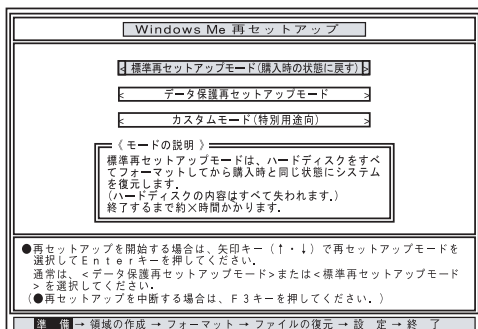 Windows Me 再セットアップ
< 標準再セットアップモード(購入時の状態に戻す) >
< データ保護再セットアップモード >
< カスタムモード(特別用途向) >
《 モードの説明 》
標準再セットアップモードは、ハードディスクをすべ
てフォーマットしてから購入時と同じ状態にシステム
を復元します.
(ハードディスクの内容はすべて失われます.)
終了するまで約×時間かかります.
●再セットアップを開始する場合は、矢印キー(↑・↓)で再セットアップモードを
選択してEnterキーを押してください.
通常は、<データ保護再セットアップモード>または<標準再セットアップモード
>を選択してください.
(●再セットアップを中断する場合は、F3キーを押してください.)
準 備 → 領域の作成 → フォーマット → ファイルの復元 → 設 定 → 終 了